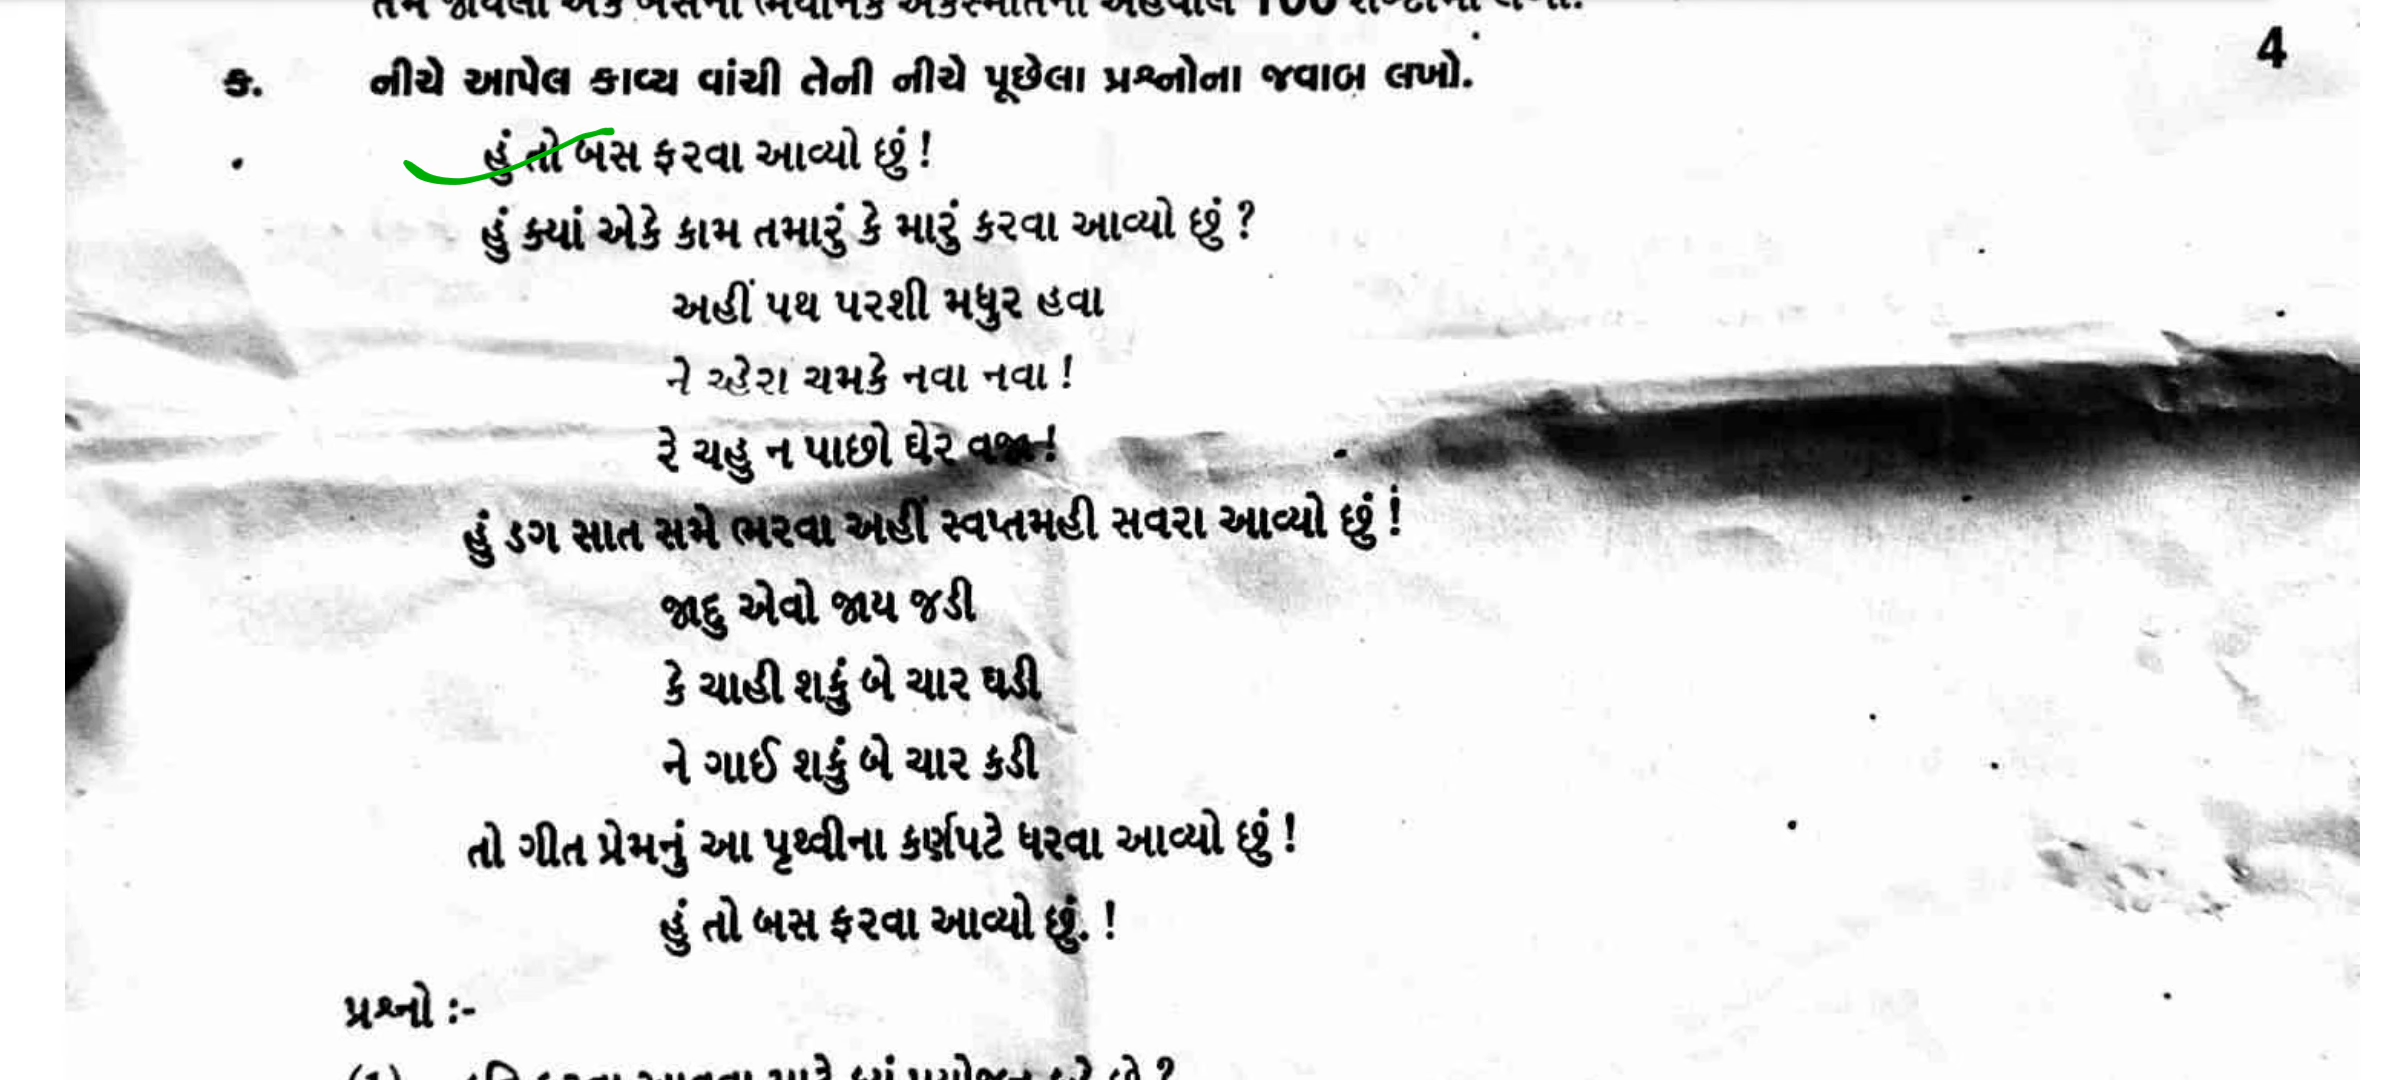 ક. નીચે આપેલ કાવ્ય વાંચી તેની નીચે પૂછેલા પ્રશ્નોના જવાબ લખો. 4
હું તો બસ ફરવા આવ્યો છું !
હું ક્યાં એકે કામ તમારું કે મારું કરવા આવ્યો છું ?
અહીં પથ પરશી મધુર હવા
ને ચ્હેરા ચમકે નવા નવા !
રે ચહુ ન પાછો ઘેર
હું ડગ સાત સમે ભરવા અહીં સ્વપ્તમહી સવરા આવ્યો છું !
જાદુ એવો જાય જડી
કે ચાહી શકું બે ચાર ઘડી
ને ગાઈ શકું બે ચાર કડી
તો ગીત પ્રેમનું આ પૃથ્વીના કર્ણપટે ધરવા આવ્યો છું !
હું તો બસ ફરવા આવ્યો છું. !
પ્રશ્નો :-